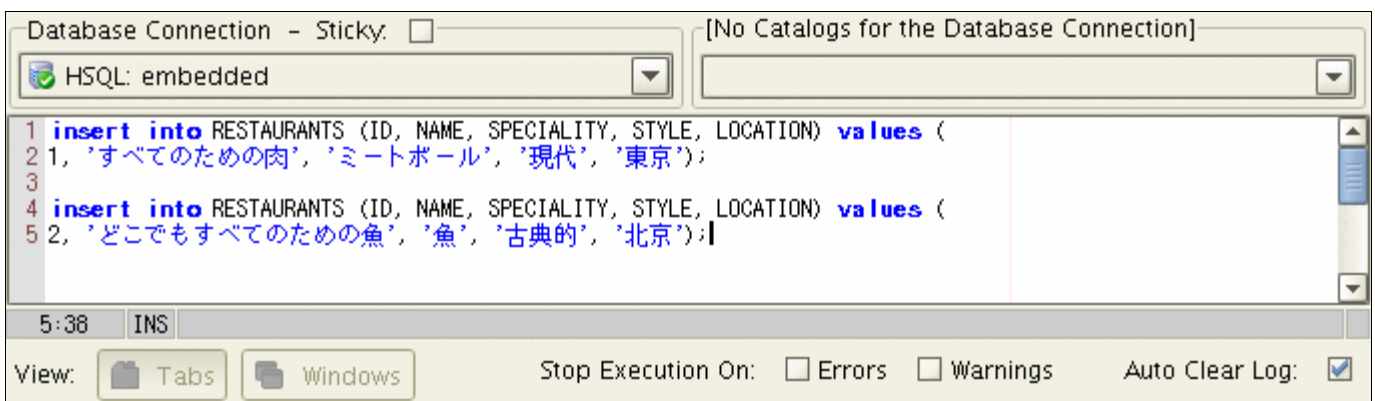 Database Connection – Sticky:
[No Catalogs for the Database Connection]
HSQL: embedded
1 insert into RESTAURANTS (ID, NAME, SPECIALITY, STYLE, LOCATION) values (
2 1, 'すべてのための肉', 'ミートボール', '現代', '東京');
3
4 insert into RESTAURANTS (ID, NAME, SPECIALITY, STYLE, LOCATION) values (
5 2, 'どこでもすべてのための魚', '魚', '古典的', '北京');
5:38 INS
View: Tabs Windows Stop Execution On: Errors Warnings Auto Clear Log: